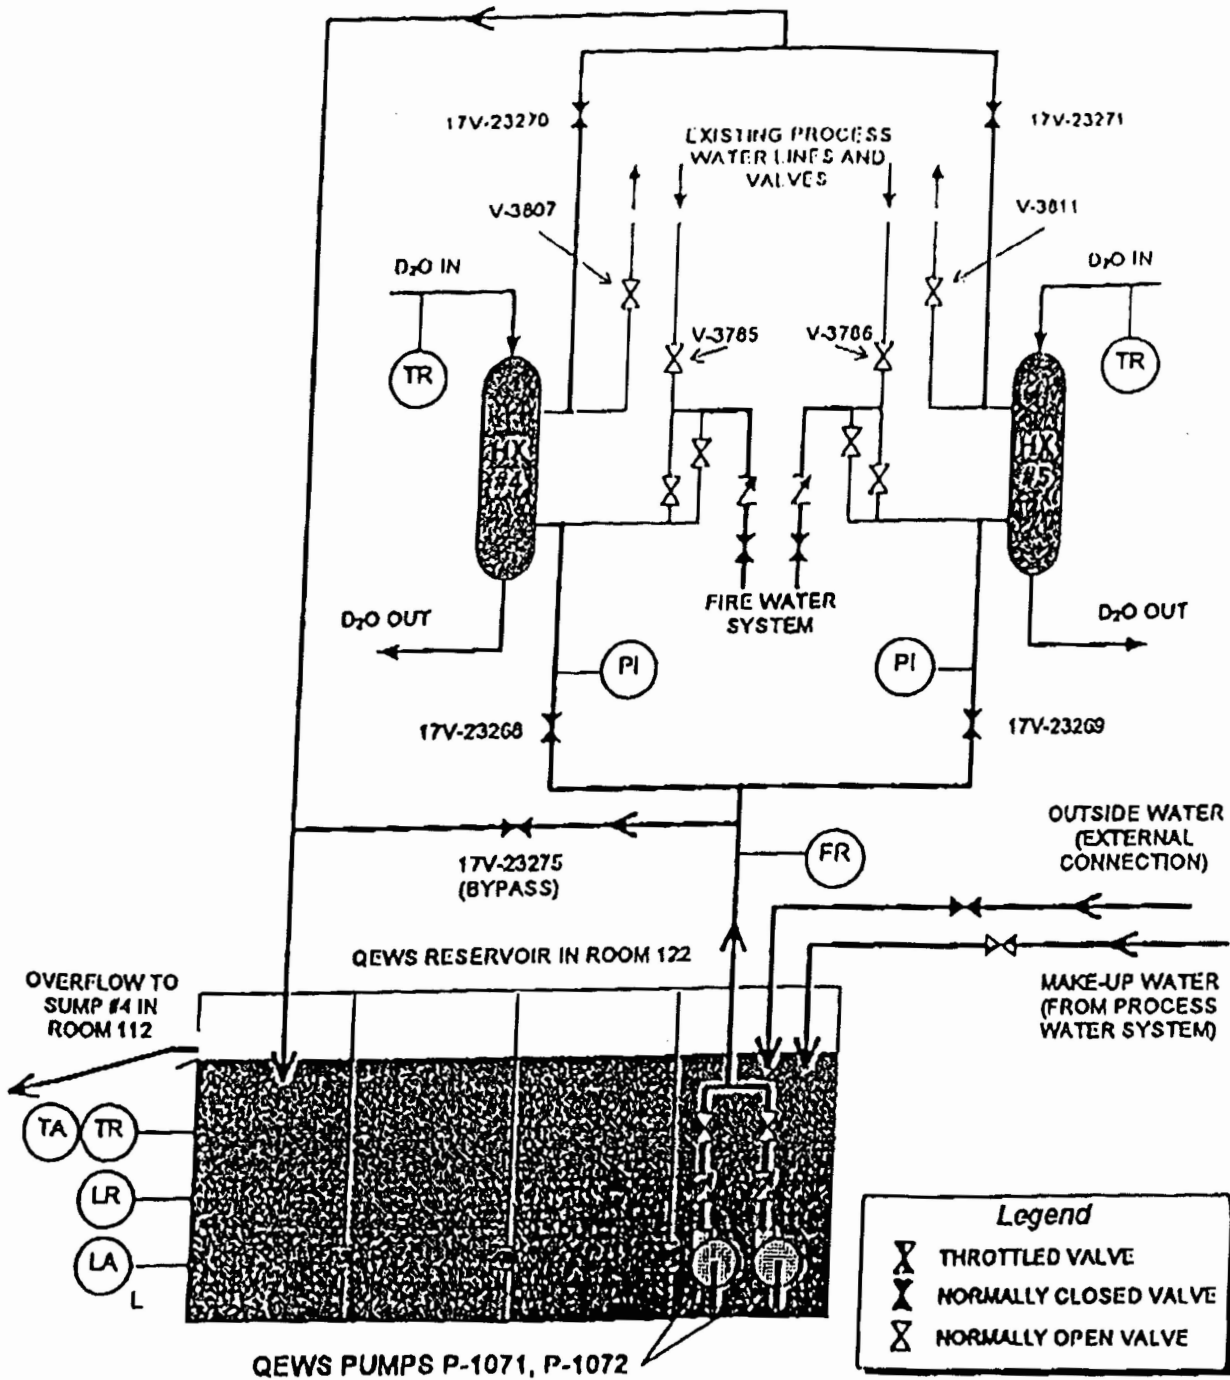 17V-23270
17V-23271
EXISTING PROCESS
WATER LINES AND
VALVES
V-3807
V-3811
D₂O IN
D₂O IN
V-3785
V-3786
TR
TR
HX
#4
HX
#5
FIRE WATER
SYSTEM
D₂O OUT
D₂O OUT
PI
PI
17V-23268
17V-23269
OUTSIDE WATER
(EXTERNAL
CONNECTION)
17V-23275
(BYPASS)
FR
QEWS RESERVOIR IN ROOM 122
OVERFLOW TO
SUMP #4 IN
ROOM 112
MAKE-UP WATER
(FROM PROCESS
WATER SYSTEM)
TA
TR
LR
LA
L
Legend
THROTTLED VALVE
NORMALLY CLOSED VALVE
NORMALLY OPEN VALVE
QEWS PUMPS P-1071, P-1072